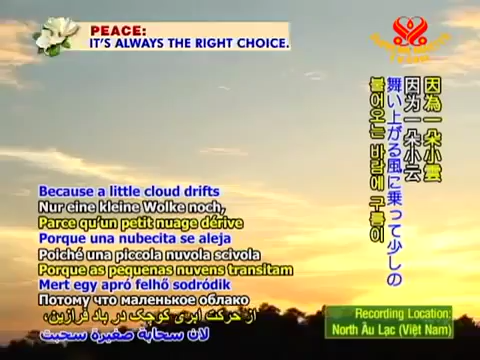 PEACE:
IT'S ALWAYS THE RIGHT CHOICE.
因為一朵小雲
因为一朵小云
舞い上がる風に乗って少しの
불어오는 바람에 구름이
Because a little cloud drifts
Nur eine kleine Wolke noch,
Parce qu'un petit nuage dérive
Porque una nubecita se aleja
Poiché una piccola nuvola scivola
Porque as pequenas nuvens transitam
Mert egy apró felhő sodródik
Потому что маленькое облако
از حرکت ابری کوچک در باد فرازین،
لان سحابة صغيرة سحبت
Recording Location:
North Âu Lạc (Việt Nam)